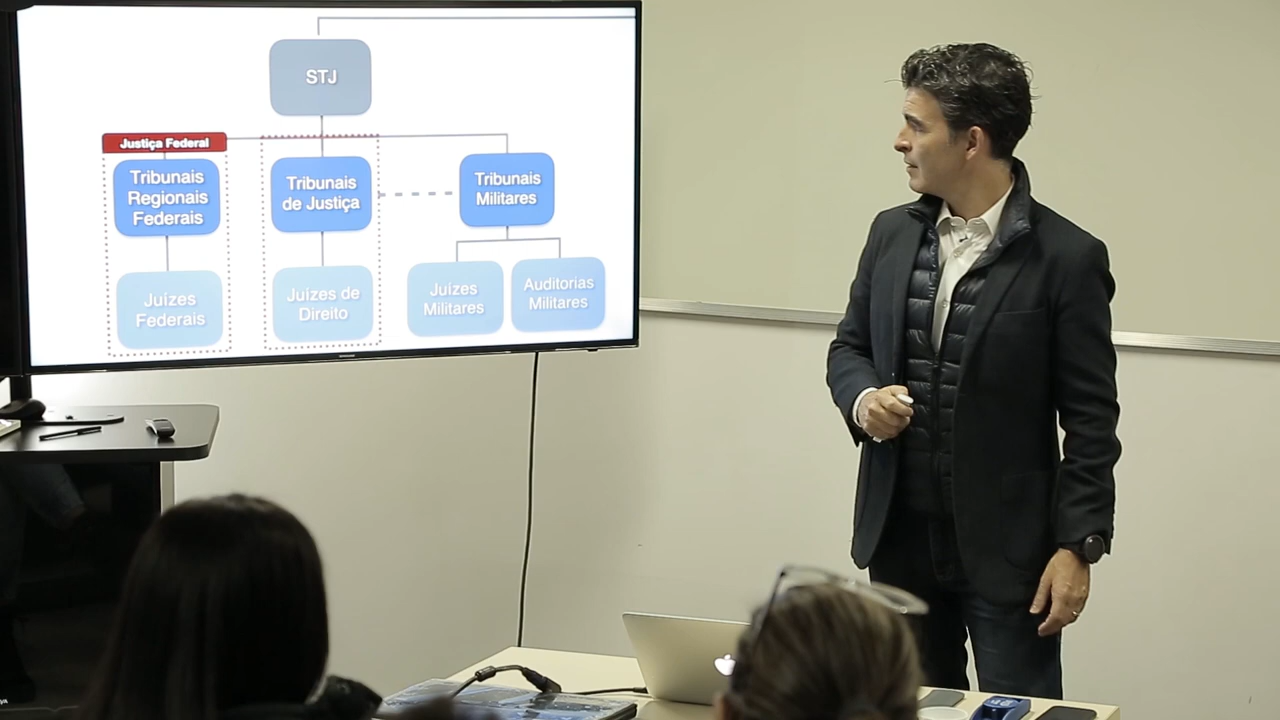 STJ
Justiça Federal
Tribunais
Regionais
Federais
Tribunais
de Justiça
Tribunais
Militares
Juízes
Federais
Juizes de
Direito
Juízes
Militares
Auditorias
Militares